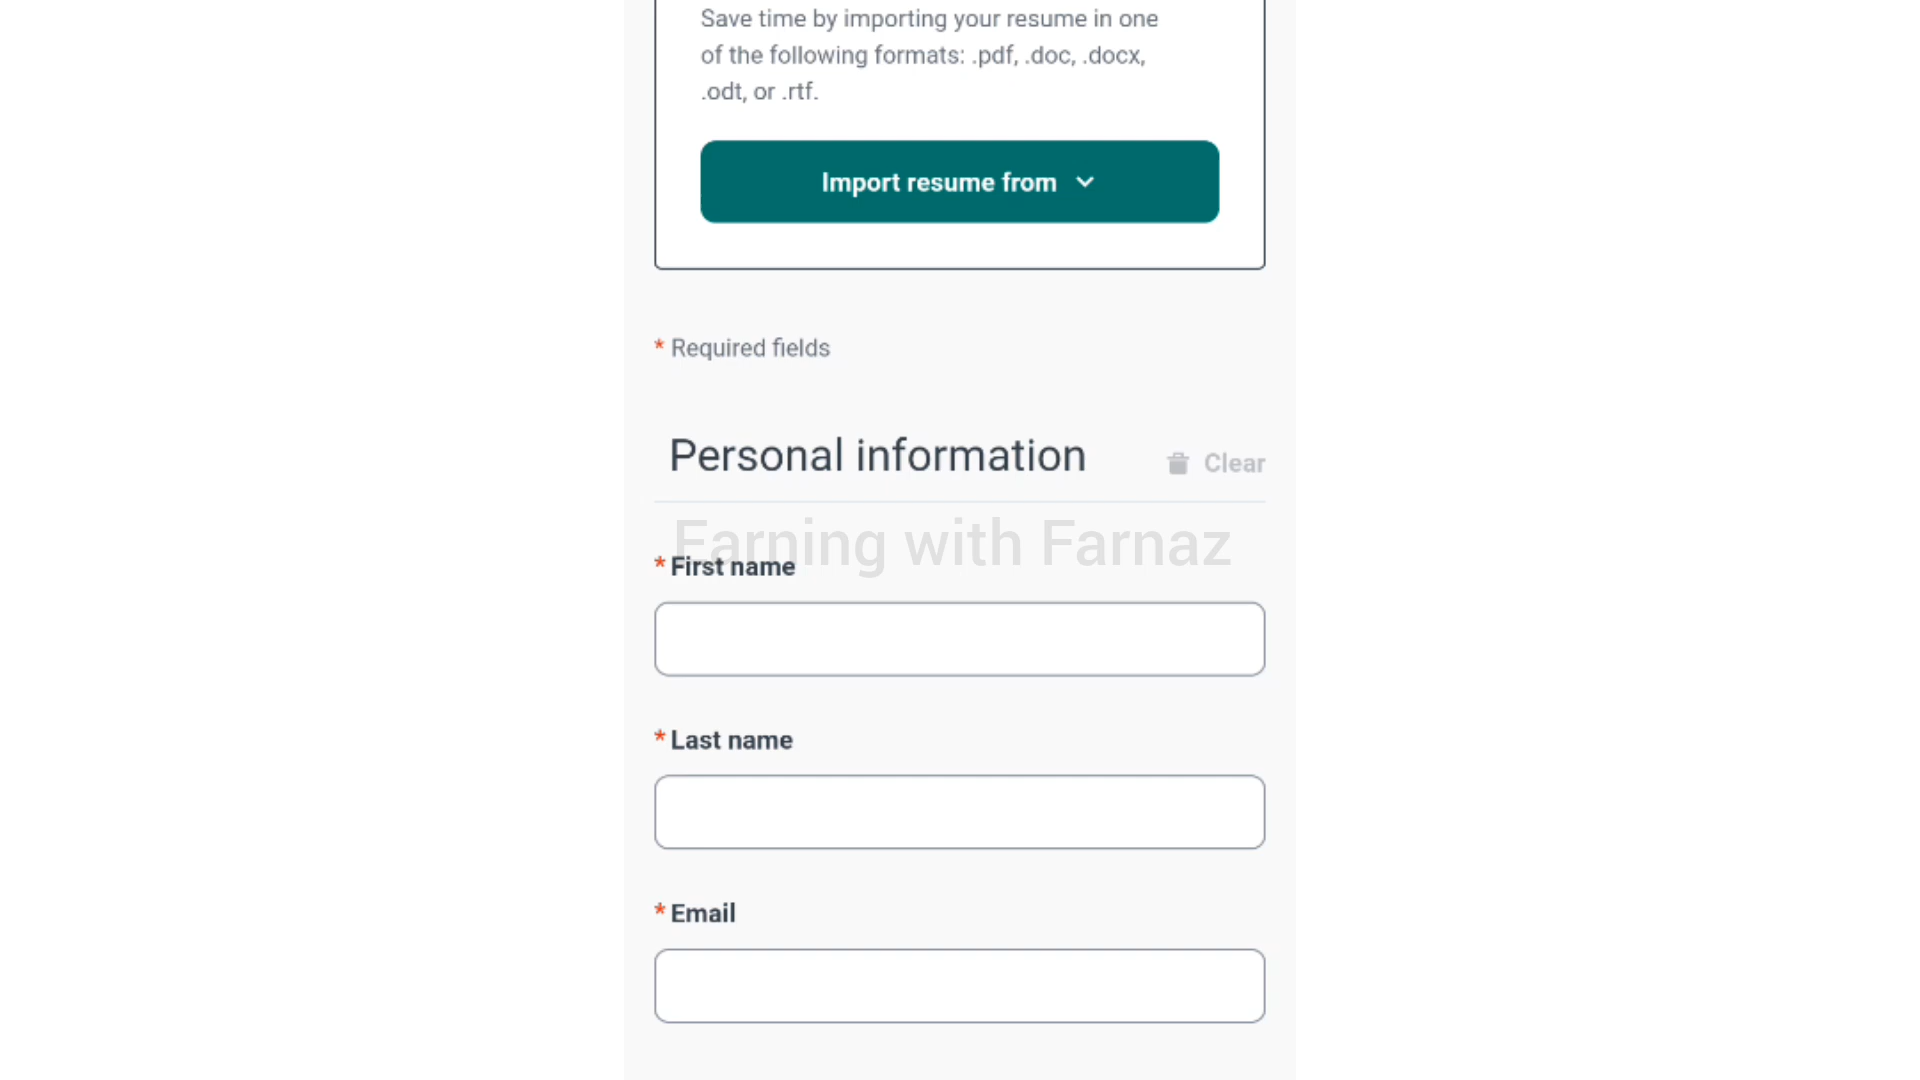 Save time by importing your resume in one
of the following formats: .pdf, .doc, .docx,
.odt, or .rtf.
Import resume from
* Required fields
Personal information
Clear
Earning with Farnaz
* First name
* Last name
* Email